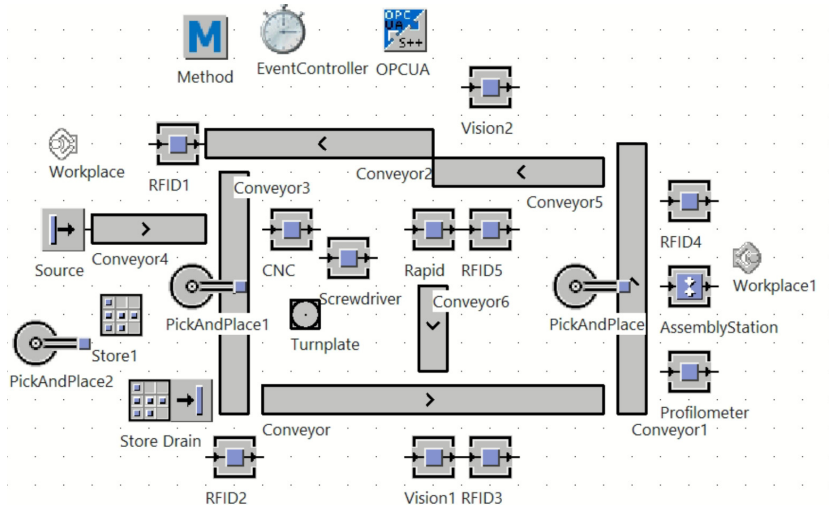 OPC
UA
S++
M
Method
EventController
OPCUA
Vision2
Workplace
RFID1
Conveyor2
Conveyor3
Conveyor5
RFID4
Source
Conveyor4
CNC
Screwdriver
Rapid
RFID5
Workplace1
PickAndPlace1
Conveyor6
PickAndPlace
AssemblyStation
Store1
Turnplate
PickAndPlace2
Store
Drain
Conveyor
Profilometer
Conveyor1
RFID2
Vision1
RFID3